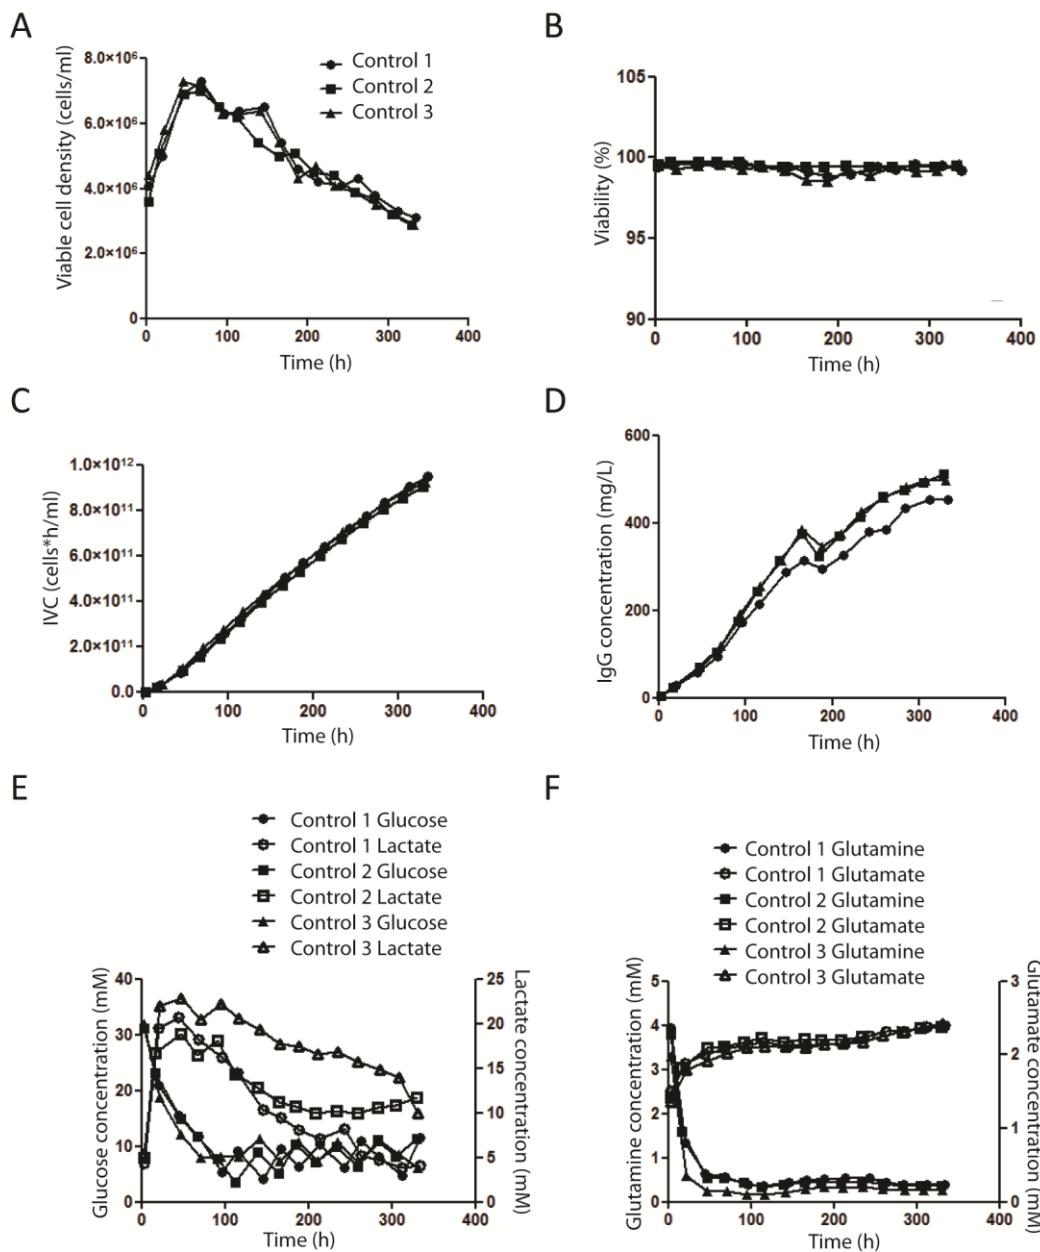 A
Viable cell density (cells/ml)
8.0×10⁶
6.0×10⁶
4.0×10⁶
2.0×10⁶
0
0 100 200 300 400
Time (h)
Control 1
Control 2
Control 3
B
Viability (%)
105
100
95
90
0 100 200 300 400
Time (h)
C
IVC (cells*h/ml)
1.0×10¹²
8.0×10¹¹
6.0×10¹¹
4.0×10¹¹
2.0×10¹¹
0.0
0 100 200 300 400
Time (h)
D
IgG concentration (mg/L)
600
400
200
0
0 100 200 300 400
Time (h)
E
Control 1 Glucose
Control 1 Lactate
Control 2 Glucose
Control 2 Lactate
Control 3 Glucose
Control 3 Lactate
Glucose concentration (mM)
40
30
20
10
0
Lactate concentration (mM)
25
20
15
10
5
0
0 100 200 300 400
Time (h)
F
Control 1 Glutamine
Control 1 Glutamate
Control 2 Glutamine
Control 2 Glutamate
Control 3 Glutamine
Control 3 Glutamate
Glutamine concentration (mM)
5
4
3
2
1
0
Glutamate concentration (mM)
3
2
1
0
0 100 200 300 400
Time (h)